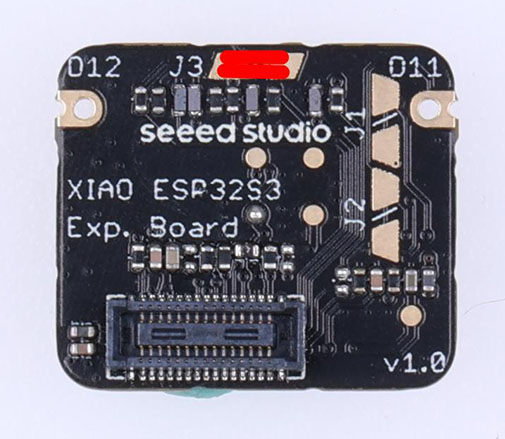 D12 J3 D11
seeed studio
J1
XIAO ESP32S3
J2
Exp. Board
v1.0